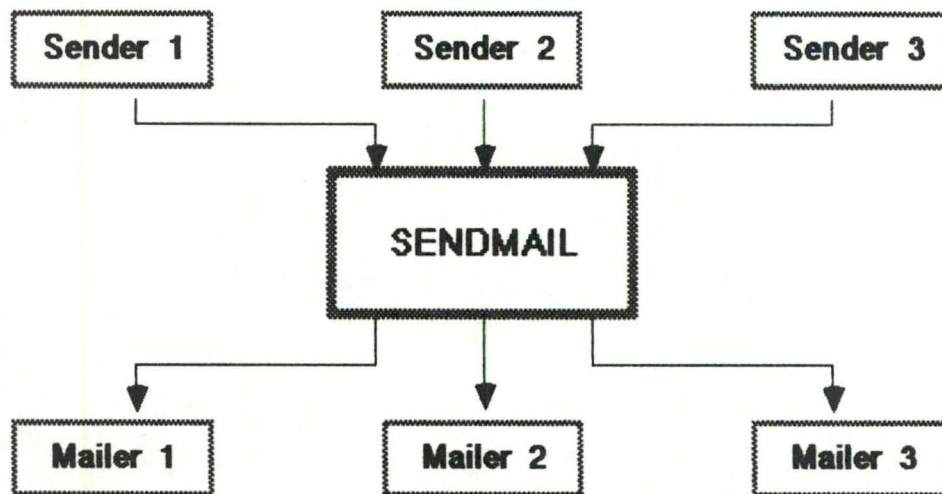 Sender 1
Sender 2
Sender 3
SENDMAIL
Mailer 1
Mailer 2
Mailer 3